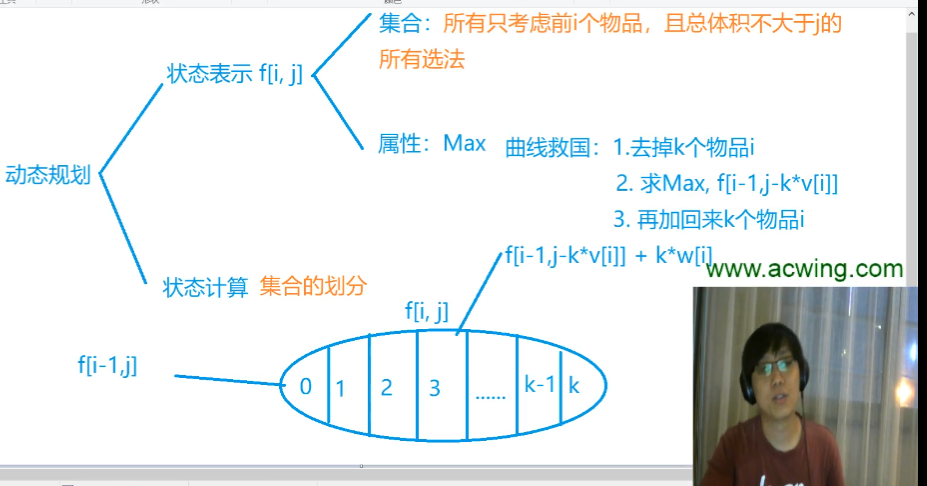 集合：所有只考虑前i个物品，且总体积不大于j的
所有选法
状态表示 f[i, j]
属性：Max
曲线救国：1.去掉k个物品i
2. 求Max, f[i-1,j-k*v[i]]
3. 再加回来k个物品i
动态规划
f[i-1,j-k*v[i]] + k*w[i]
www.acwing.com
状态计算 集合的划分
f[i, j]
f[i-1,j]
0 1 2 3 ...... k-1 k